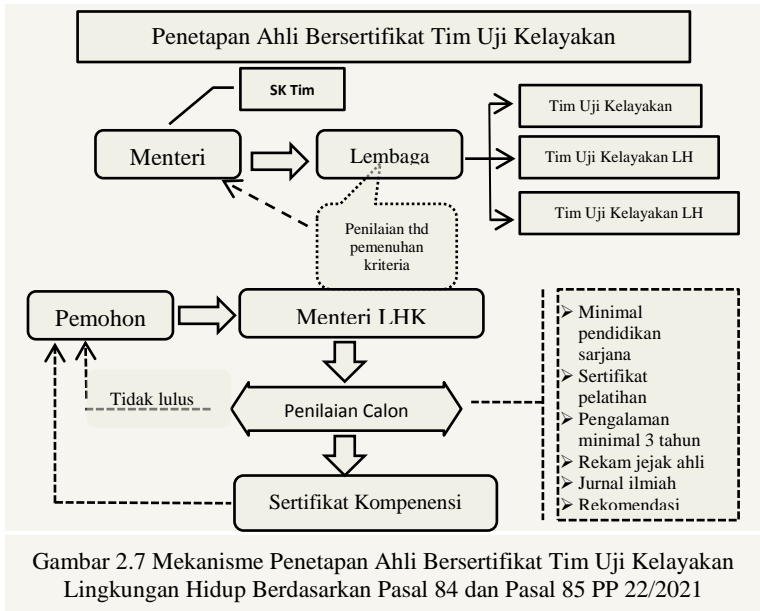 Penetapan Ahli Bersertifikat Tim Uji Kelayakan
SK Tim
Menteri
Lembaga
Tim Uji Kelayakan
Tim Uji Kelayakan LH
Tim Uji Kelayakan LH
Penilaian thd
pemenuhan
kriteria
Pemohon
Menteri LHK
Tidak lulus
Penilaian Calon
Sertifikat Kompenensi
➢ Minimal
pendidikan
sarjana
➢ Sertifikat
pelatihan
➢ Pengalaman
minimal 3 tahun
➢ Rekam jejak ahli
➢ Jurnal ilmiah
➢ Rekomendasi
Gambar 2.7 Mekanisme Penetapan Ahli Bersertifikat Tim Uji Kelayakan
Lingkungan Hidup Berdasarkan Pasal 84 dan Pasal 85 PP 22/2021